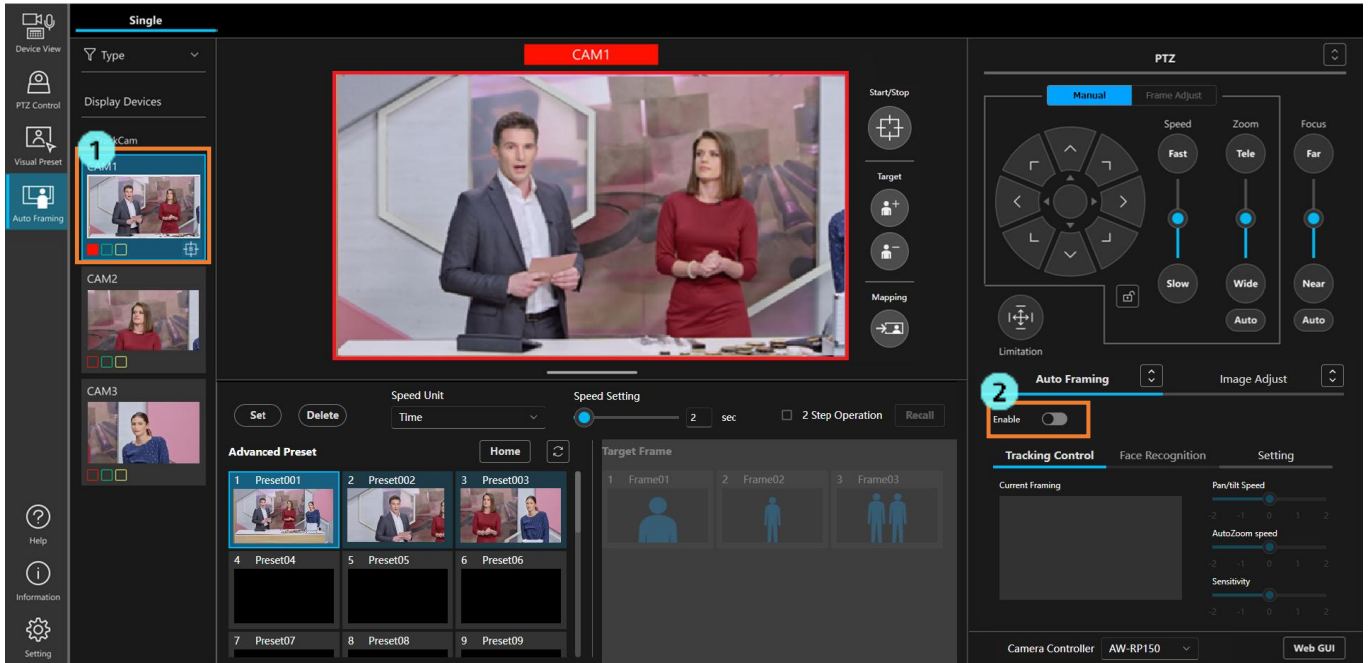 Single
Device View
PTZ Control
Visual Preset
Auto Framing
Help
Information
Setting
Type
Display Devices
kCam
1
CAM1
CAM2
CAM3
CAM1
Start/Stop
Target
Mapping
Set
Delete
Speed Unit
Time
Speed Setting
2 sec
2 Step Operation
Recall
Advanced Preset
Home
1 Preset001
2 Preset002
3 Preset003
4 Preset04
5 Preset05
6 Preset06
7 Preset07
8 Preset08
9 Preset09
Target Frame
1 Frame01
2 Frame02
3 Frame03
PTZ
Manual
Frame Adjust
Speed
Zoom
Focus
Fast
Tele
Far
Slow
Wide
Near
Auto
Auto
Limitation
Auto Framing
Image Adjust
2
Enable
Tracking Control
Face Recognition
Setting
Current Framing
Pan/tilt Speed
-2 -1 0 1 2
AutoZoom speed
-2 -1 0 1 2
Sensitivity
-2 -1 0 1 2
Camera Controller
AW-RP150
Web GUI